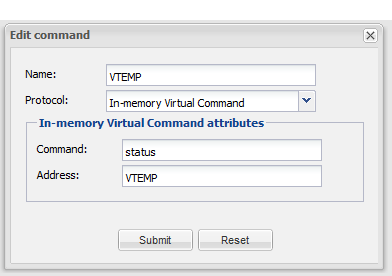 Edit command
Name: VTEMP
Protocol: In-memory Virtual Command
In-memory Virtual Command attributes
Command: status
Address: VTEMP
Submit Reset